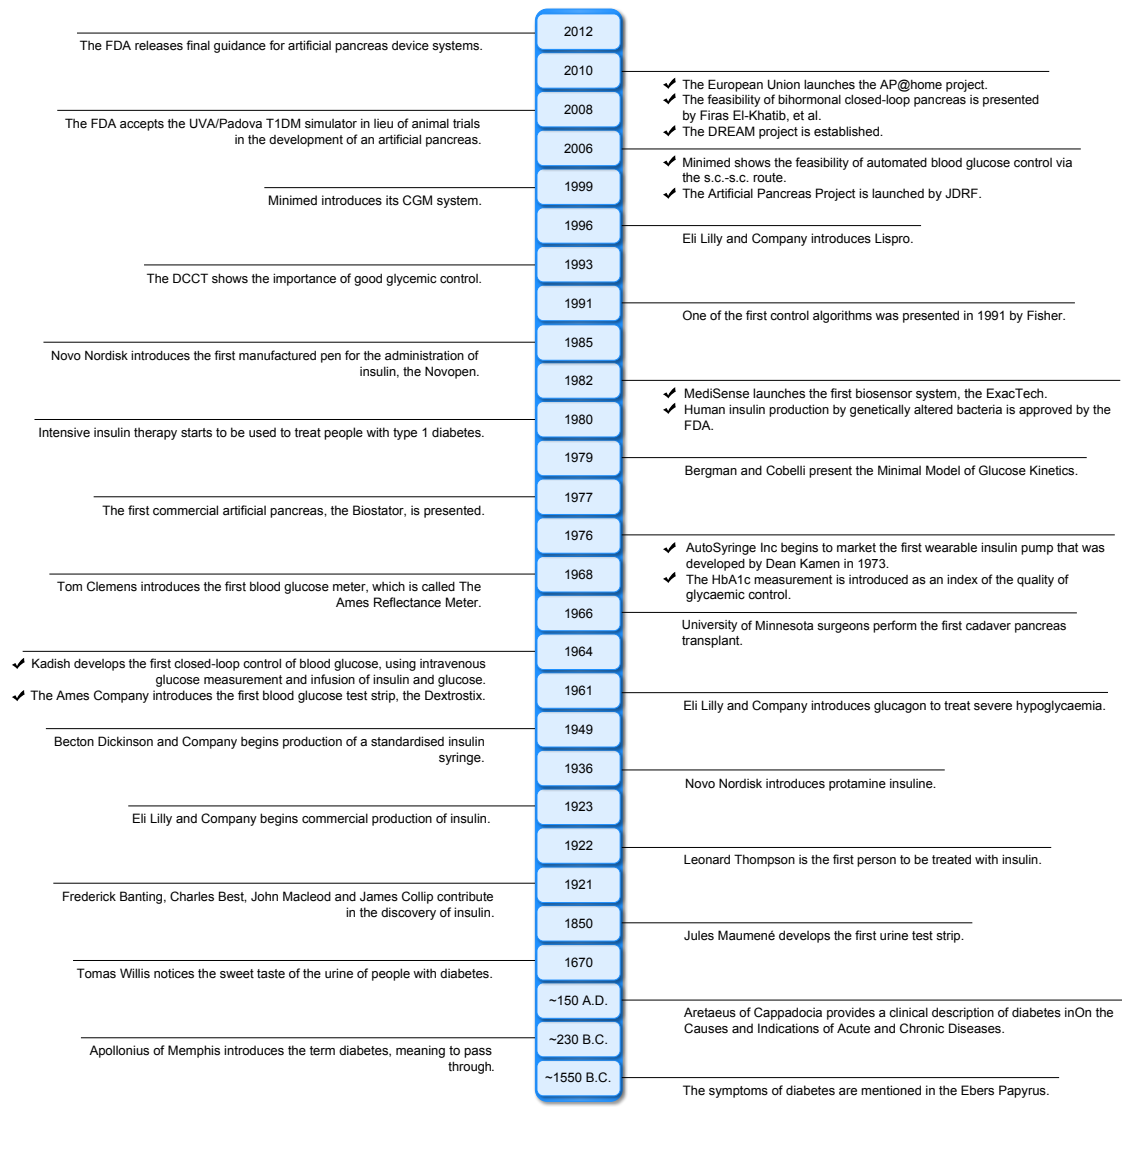 2012
The FDA releases final guidance for artificial pancreas device systems.
2010
✔ The European Union launches the AP@home project.
✔ The feasibility of bihormonal closed-loop pancreas is presented
by Firas El-Khatib, et al.
✔ The DREAM project is established.
2008
The FDA accepts the UVA/Padova T1DM simulator in lieu of animal trials
in the development of an artificial pancreas.
2006
✔ Minimed shows the feasibility of automated blood glucose control via
the s.c.-s.c. route.
✔ The Artificial Pancreas Project is launched by JDRF.
1999
Minimed introduces its CGM system.
1996
Eli Lilly and Company introduces Lispro.
1993
The DCCT shows the importance of good glycemic control.
1991
One of the first control algorithms was presented in 1991 by Fisher.
1985
Novo Nordisk introduces the first manufactured pen for the administration of
insulin, the Novopen.
1982
✔ MediSense launches the first biosensor system, the ExacTech.
✔ Human insulin production by genetically altered bacteria is approved by the
FDA.
1980
Intensive insulin therapy starts to be used to treat people with type 1 diabetes.
1979
Bergman and Cobelli present the Minimal Model of Glucose Kinetics.
1977
The first commercial artificial pancreas, the Biostator, is presented.
1976
✔ AutoSyringe Inc begins to market the first wearable insulin pump that was
developed by Dean Kamen in 1973.
✔ The HbA1c measurement is introduced as an index of the quality of
glycaemic control.
1968
Tom Clemens introduces the first blood glucose meter, which is called The
Ames Reflectance Meter.
1966
University of Minnesota surgeons perform the first cadaver pancreas
transplant.
1964
✔ Kadish develops the first closed-loop control of blood glucose, using intravenous
glucose measurement and infusion of insulin and glucose.
✔ The Ames Company introduces the first blood glucose test strip, the Dextrostix.
1961
Eli Lilly and Company introduces glucagon to treat severe hypoglycaemia.
1949
Becton Dickinson and Company begins production of a standardised insulin
syringe.
1936
Novo Nordisk introduces protamine insuline.
1923
Eli Lilly and Company begins commercial production of insulin.
1922
Leonard Thompson is the first person to be treated with insulin.
1921
Frederick Banting, Charles Best, John Macleod and James Collip contribute
in the discovery of insulin.
1850
Jules Maumené develops the first urine test strip.
1670
Tomas Willis notices the sweet taste of the urine of people with diabetes.
~150 A.D.
Aretaeus of Cappadocia provides a clinical description of diabetes inOn the
Causes and Indications of Acute and Chronic Diseases.
~230 B.C.
Apollonius of Memphis introduces the term diabetes, meaning to pass
through.
~1550 B.C.
The symptoms of diabetes are mentioned in the Ebers Papyrus.